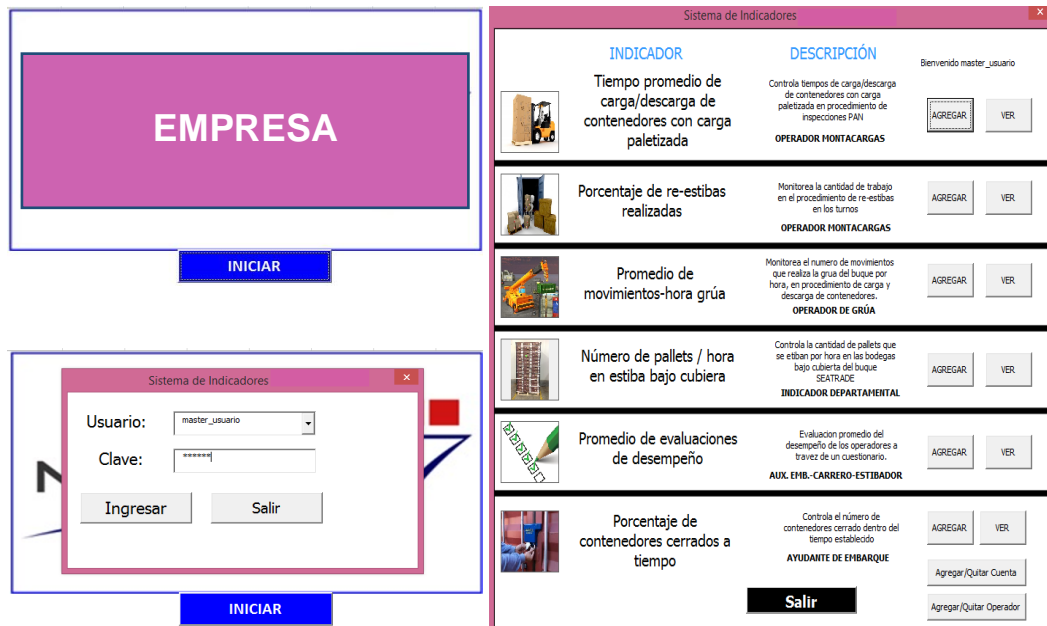 EMPRESA
INICIAR
Sistema de Indicadores
Usuario:
master_usuario
Clave:
******
Ingresar
Salir
INICIAR
Sistema de Indicadores
x
INDICADOR
DESCRIPCIÓN
Bienvenido master_usuario
Tiempo promedio de
carga/descarga de
contenedores con carga
paletizada
Controla tiempos de carga/descarga
de contenedores con carga
paletizada en procedimiento de
inspecciones PAN
OPERADOR MONTACARGAS
AGREGAR
VER
Porcentaje de re-estibas
realizadas
Monitorea la cantidad de trabajo
en el procedimiento de re-estibas
en los turnos
OPERADOR MONTACARGAS
AGREGAR
VER
Promedio de
movimientos-hora grúa
Monitorea el numero de movimientos
que realiza la grua del buque por
hora, en procedimiento de carga y
descarga de contenedores.
OPERADOR DE GRÚA
AGREGAR
VER
Número de pallets / hora
en estiba bajo cubiera
Controla la cantidad de pallets que
se etiban por hora en las bodegas
bajo cubierta del buque
SEATRADE
INDICADOR DEPARTAMENTAL
AGREGAR
VER
Promedio de evaluaciones
de desempeño
Evaluacion promedio del
desempeño de los operadores a
travez de un cuestionario.
AUX. EMB.-CARRERO-ESTIBADOR
AGREGAR
VER
Porcentaje de
contenedores cerrados a
tiempo
Controla el número de
contenedores cerrado dentro del
tiempo establecido
AYUDANTE DE EMBARQUE
AGREGAR
VER
Agregar/Quitar Cuenta
Salir
Agregar/Quitar Operador